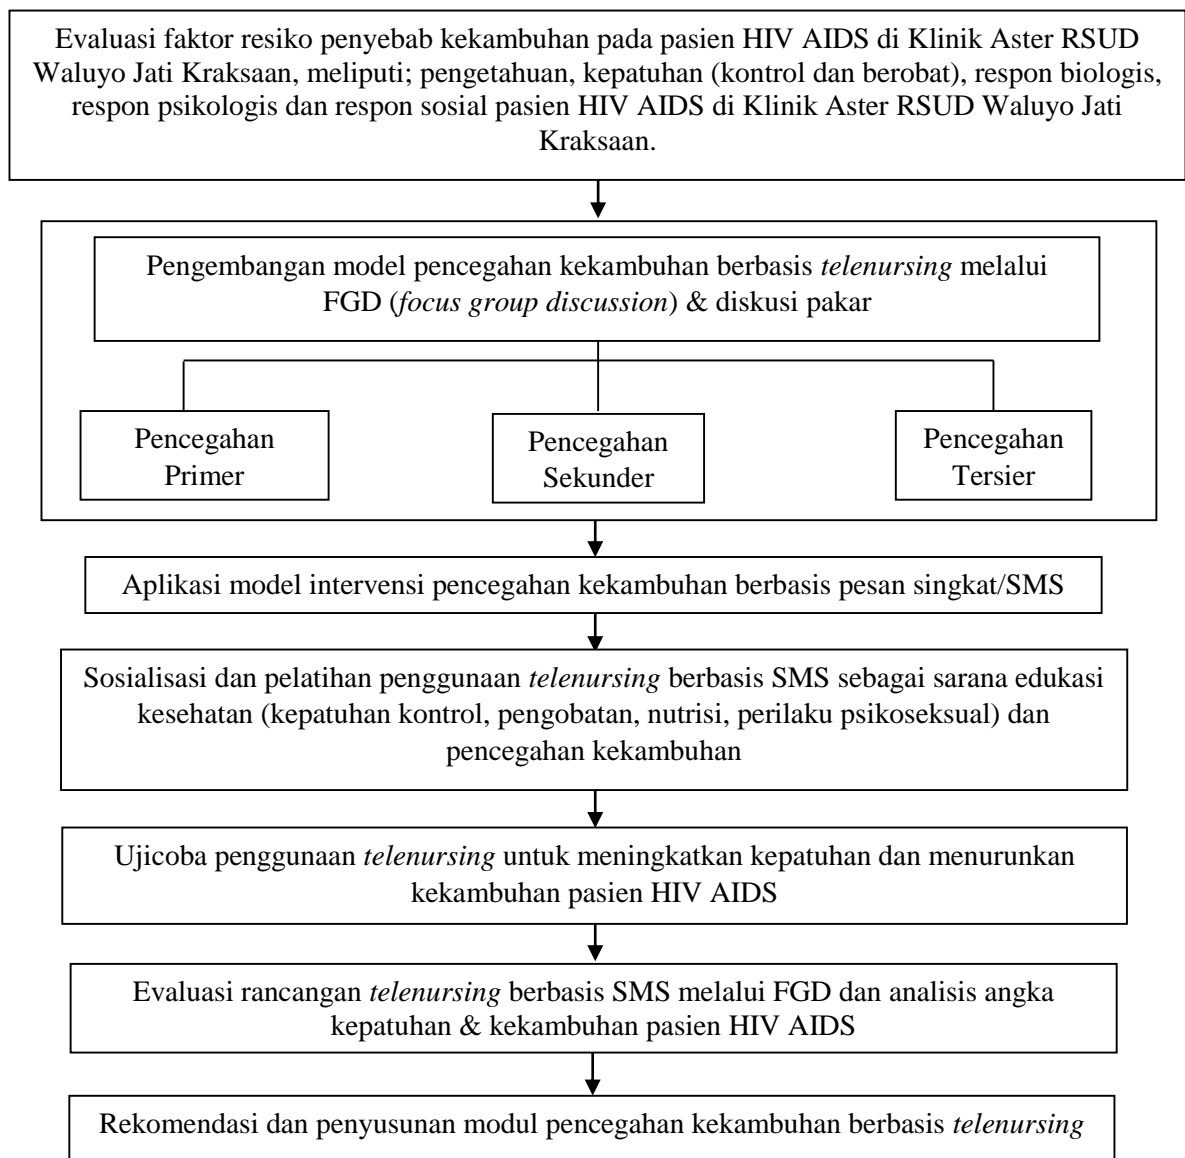 Evaluasi faktor resiko penyebab kekambuhan pada pasien HIV AIDS di Klinik Aster RSUD
Waluyo Jati Kraksaan, meliputi; pengetahuan, kepatuhan (kontrol dan berobat), respon biologis,
respon psikologis dan respon sosial pasien HIV AIDS di Klinik Aster RSUD Waluyo Jati
Kraksaan.
Pengembangan model pencegahan kekambuhan berbasis telenursing melalui
FGD (focus group discussion) & diskusi pakar
Pencegahan
Primer
Pencegahan
Sekunder
Pencegahan
Tersier
Aplikasi model intervensi pencegahan kekambuhan berbasis pesan singkat/SMS
Sosialisasi dan pelatihan penggunaan telenursing berbasis SMS sebagai sarana edukasi
kesehatan (kepatuhan kontrol, pengobatan, nutrisi, perilaku psikoseksual) dan
pencegahan kekambuhan
Ujicoba penggunaan telenursing untuk meningkatkan kepatuhan dan menurunkan
kekambuhan pasien HIV AIDS
Evaluasi rancangan telenursing berbasis SMS melalui FGD dan analisis angka
kepatuhan & kekambuhan pasien HIV AIDS
Rekomendasi dan penyusunan modul pencegahan kekambuhan berbasis telenursing